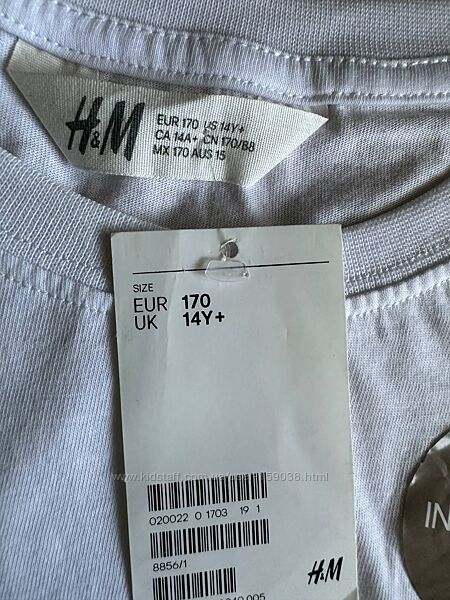 H&M
EUR 170 US 14Y+
CA 14A+ CN 170/88
MX 170 AUS 15
SIZE
EUR 170
UK 14Y+
020022 0 1703 19 1
8856/1
H&M
IN